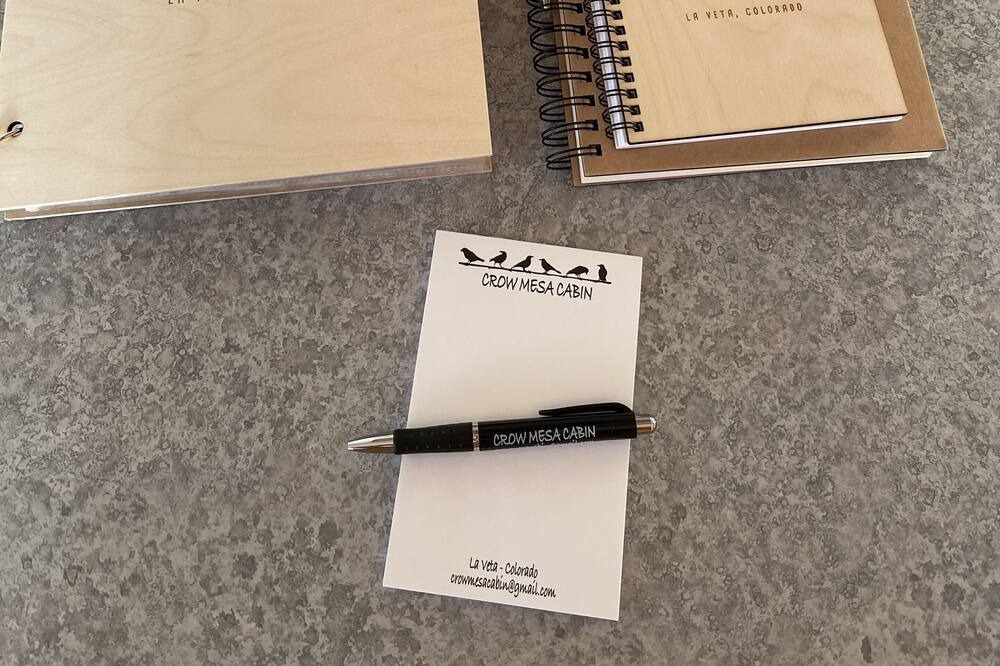 LA VETA, COLORADO
CROW MESA CABIN
CROW MESA CABIN
La Veta - Colorado
crowmesacabin@gmail.com